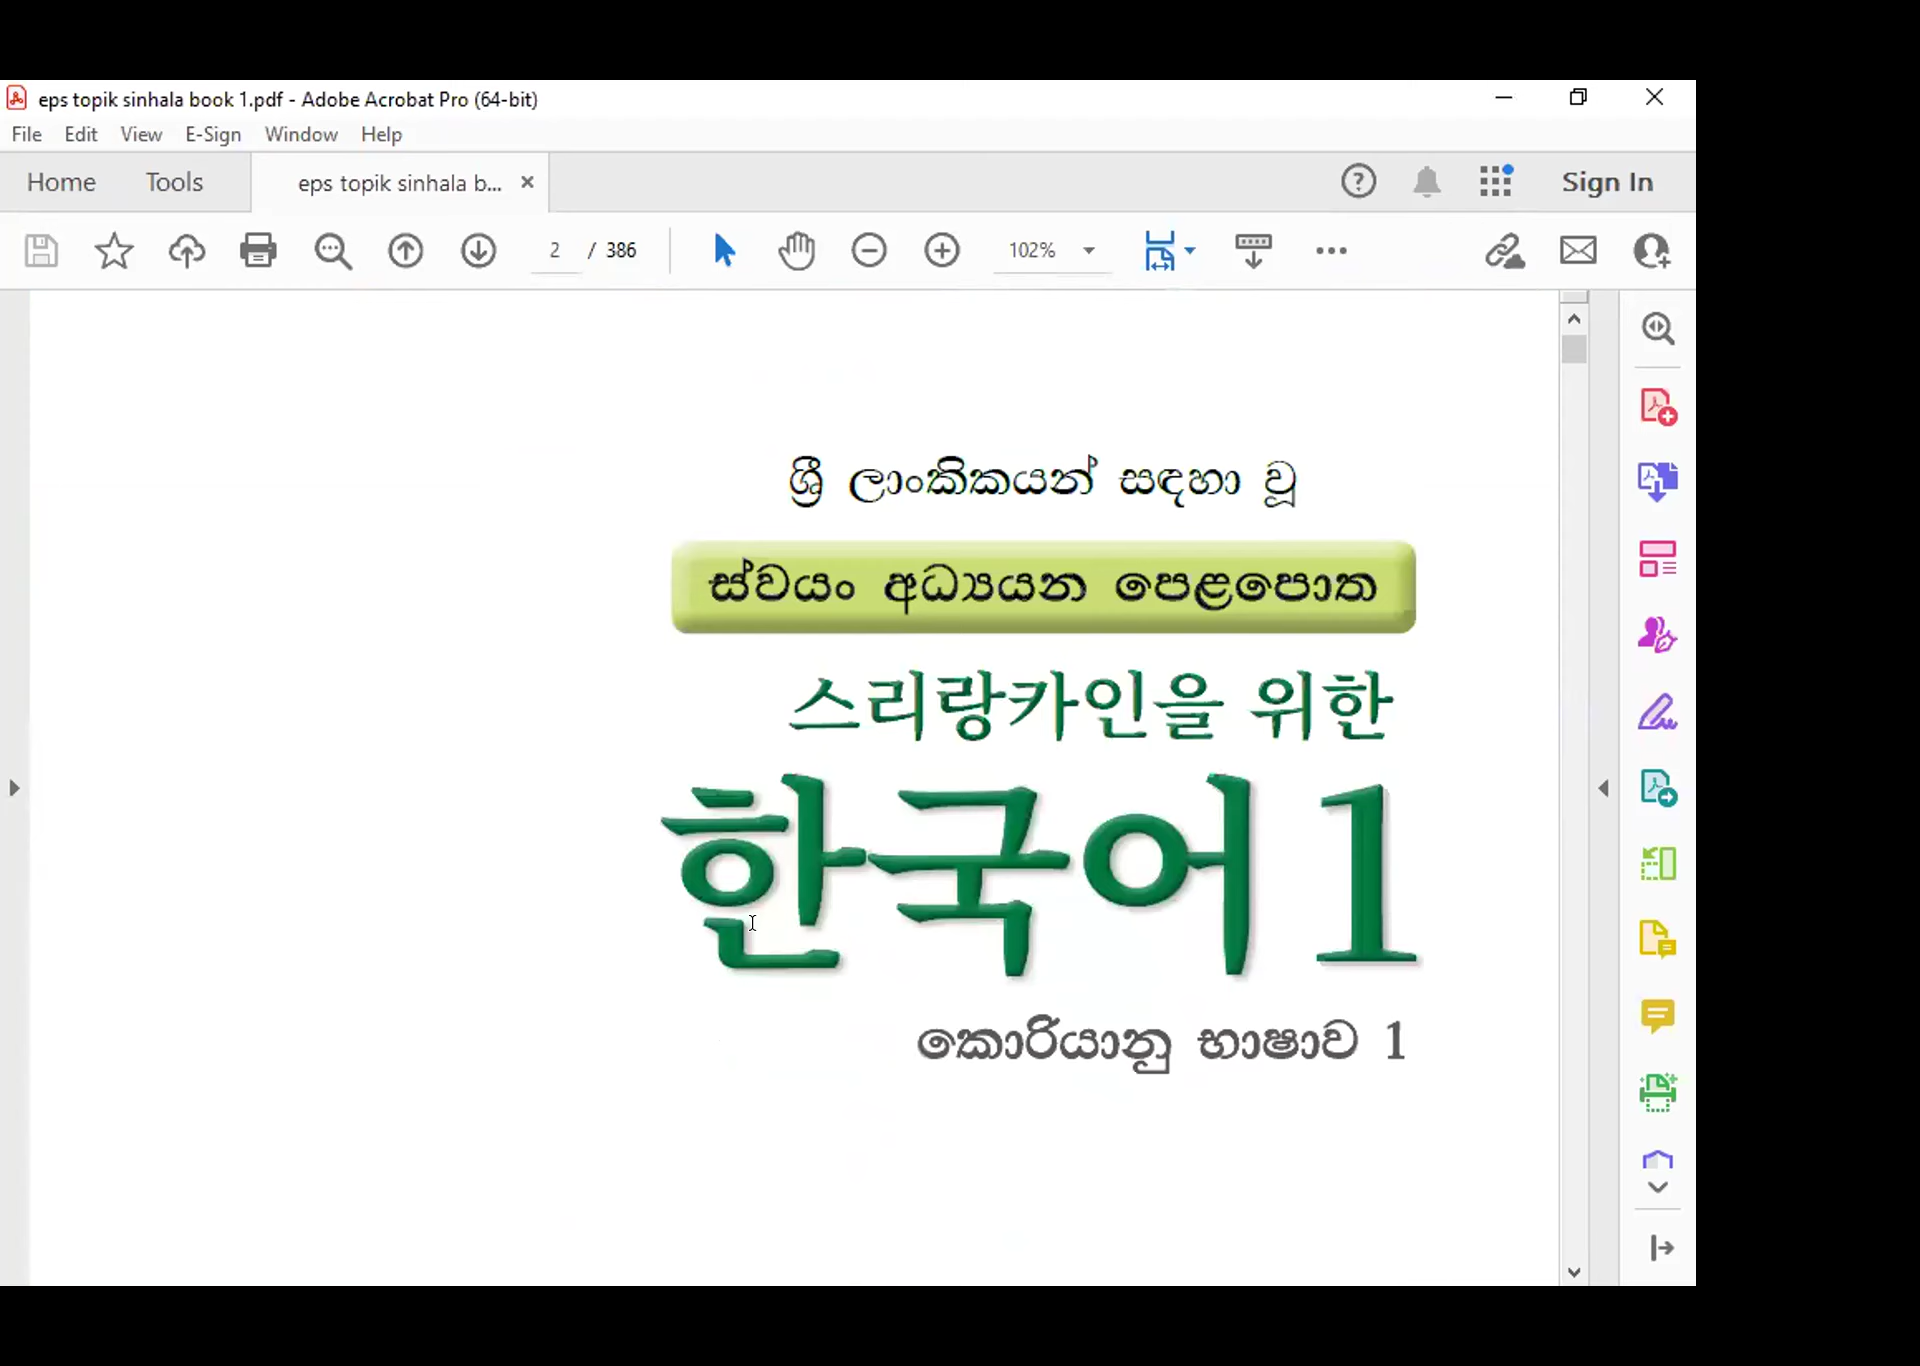 eps topik sinhala book 1.pdf - Adobe Acrobat Pro (64-bit)
File Edit View E-Sign Window Help
Home Tools eps topik sinhala b... Sign In
2 / 386 102%
ශ්‍රී ලාංකිකයන් සඳහා වූ
ස්වයං අධ්‍යයන පෙළපොත
스리랑카인을 위한
한국어 1
කොරියානු භාෂාව 1